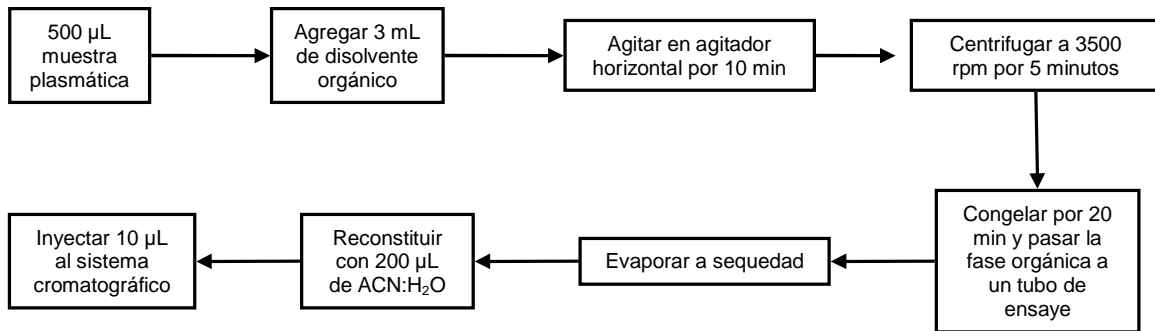 500 µL
muestra
plasmática
Agregar 3 mL
de disolvente
orgánico
Agitar en agitador
horizontal por 10 min
Centrifugar a 3500
rpm por 5 minutos
Congelar por 20
min y pasar la
fase orgánica a
un tubo de
ensaye
Evaporar a sequedad
Reconstituir
con 200 µL
de ACN:H₂O
Inyectar 10 µL
al sistema
cromatográfico